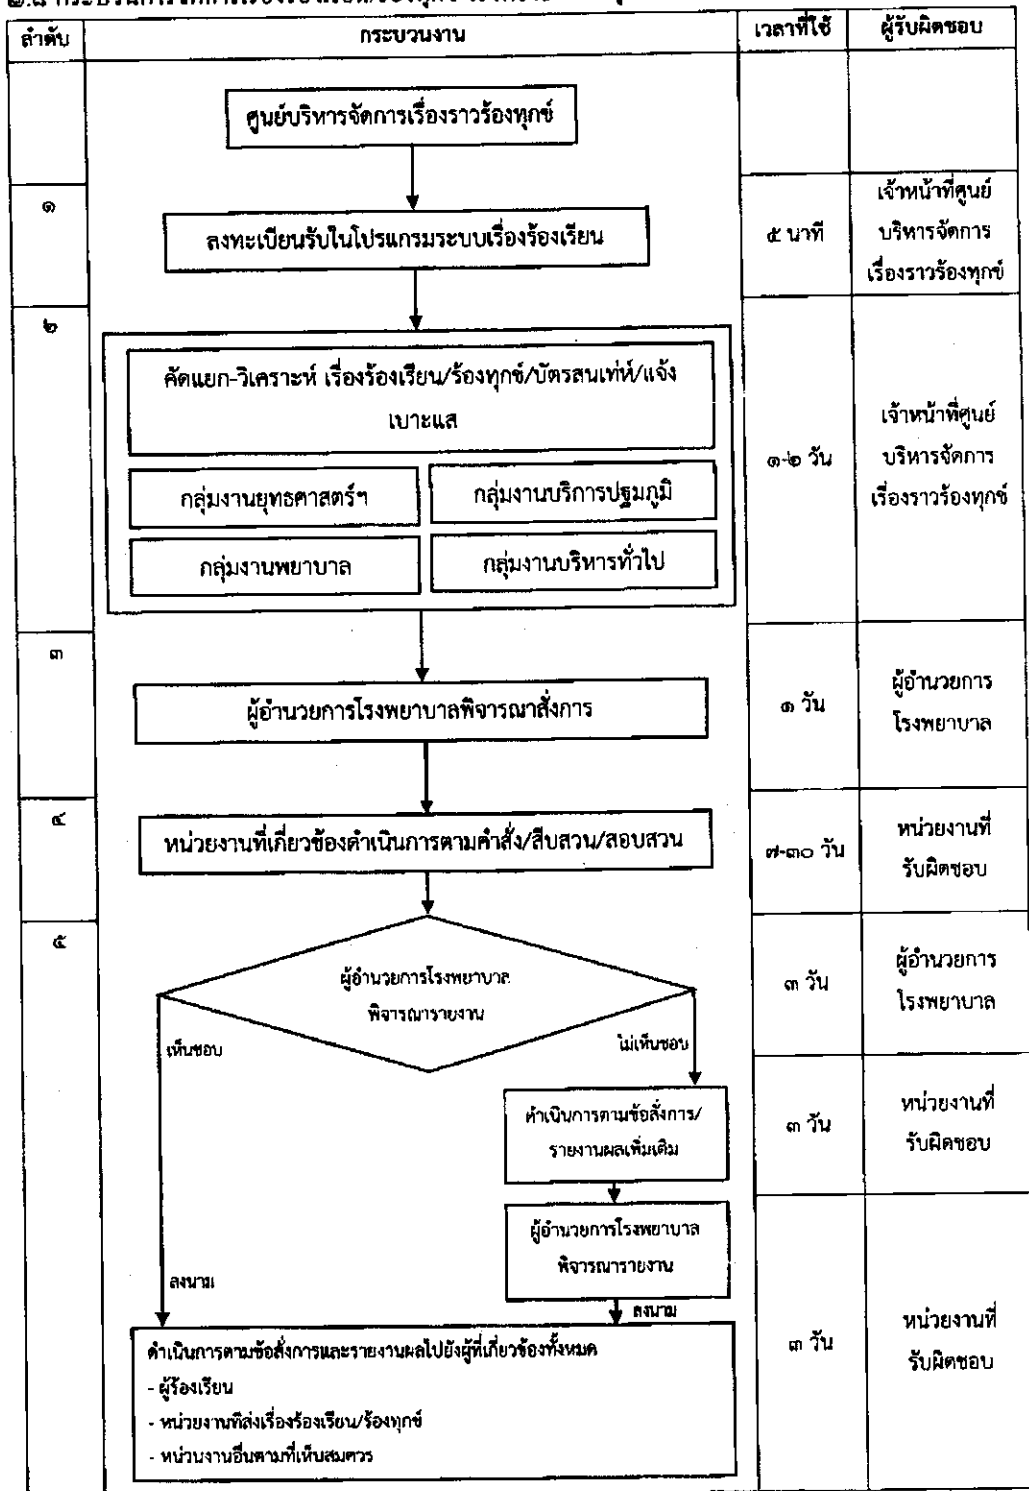 ลำดับ
กระบวนงาน
เวลาที่ใช้
ผู้รับผิดชอบ
ศูนย์บริหารจัดการเรื่องราวร้องทุกข์
๑
ลงทะเบียนรับในโปรแกรมระบบเรื่องร้องเรียน
๕ นาที
เจ้าหน้าที่ศูนย์
บริหารจัดการ
เรื่องราวร้องทุกข์
๒
คัดแยก-วิเคราะห์ เรื่องร้องเรียน/ร้องทุกข์/บัตรสนเท่ห์/แจ้ง
เบาะแส
กลุ่มงานยุทธศาสตร์ฯ
กลุ่มงานบริการปฐมภูมิ
กลุ่มงานพยาบาล
กลุ่มงานบริหารทั่วไป
๑-๒ วัน
เจ้าหน้าที่ศูนย์
บริหารจัดการ
เรื่องราวร้องทุกข์
๓
ผู้อำนวยการโรงพยาบาลพิจารณาสั่งการ
๑ วัน
ผู้อำนวยการ
โรงพยาบาล
๔
หน่วยงานที่เกี่ยวข้องดำเนินการตามคำสั่ง/สืบสวน/สอบสวน
๗-๓๐ วัน
หน่วยงานที่
รับผิดชอบ
๕
ผู้อำนวยการโรงพยาบาล
พิจารณารายงาน
๓ วัน
ผู้อำนวยการ
โรงพยาบาล
เห็นชอบ
ไม่เห็นชอบ
ดำเนินการตามข้อสั่งการ/
รายงานผลเพิ่มเติม
๓ วัน
หน่วยงานที่
รับผิดชอบ
ผู้อำนวยการโรงพยาบาล
พิจารณารายงาน
ลงนาม
ลงนาม
ดำเนินการตามข้อสั่งการและรายงานผลไปยังผู้ที่เกี่ยวข้องทั้งหมด
- ผู้ร้องเรียน
- หน่วยงานที่ส่งเรื่องร้องเรียน/ร้องทุกข์
- หน่วนงานอื่นตามที่เห็บสมควร
๓ วัน
หน่วยงานที่
รับผิดชอบ